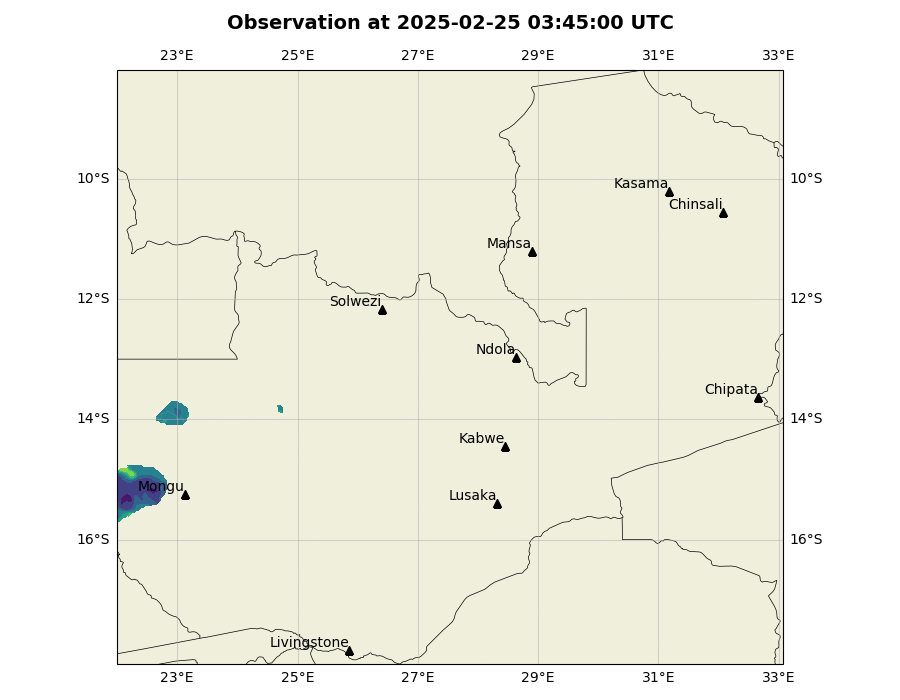 Observation at 2025-02-25 03:45:00 UTC
23°E 25°E 27°E 29°E 31°E 33°E
10°S 10°S
Kasama
Chinsali
Mansa
12°S 12°S
Solwezi
Ndola
Chipata
14°S 14°S
Kabwe
Mongu
Lusaka
16°S 16°S
Livingstone
23°E 25°E 27°E 29°E 31°E 33°E